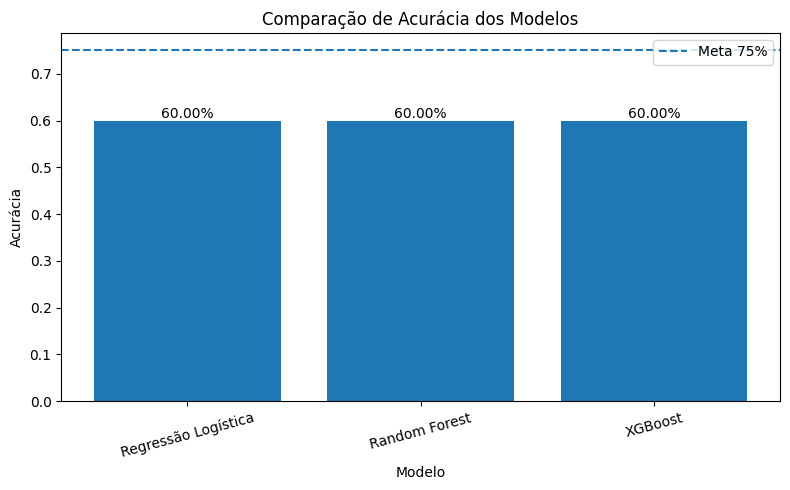 Comparação de Acurácia dos Modelos
Meta 75%
60.00% 60.00% 60.00%
Acurácia
0.7
0.6
0.5
0.4
0.3
0.2
0.1
0.0
Regressão Logística Random Forest XGBoost
Modelo